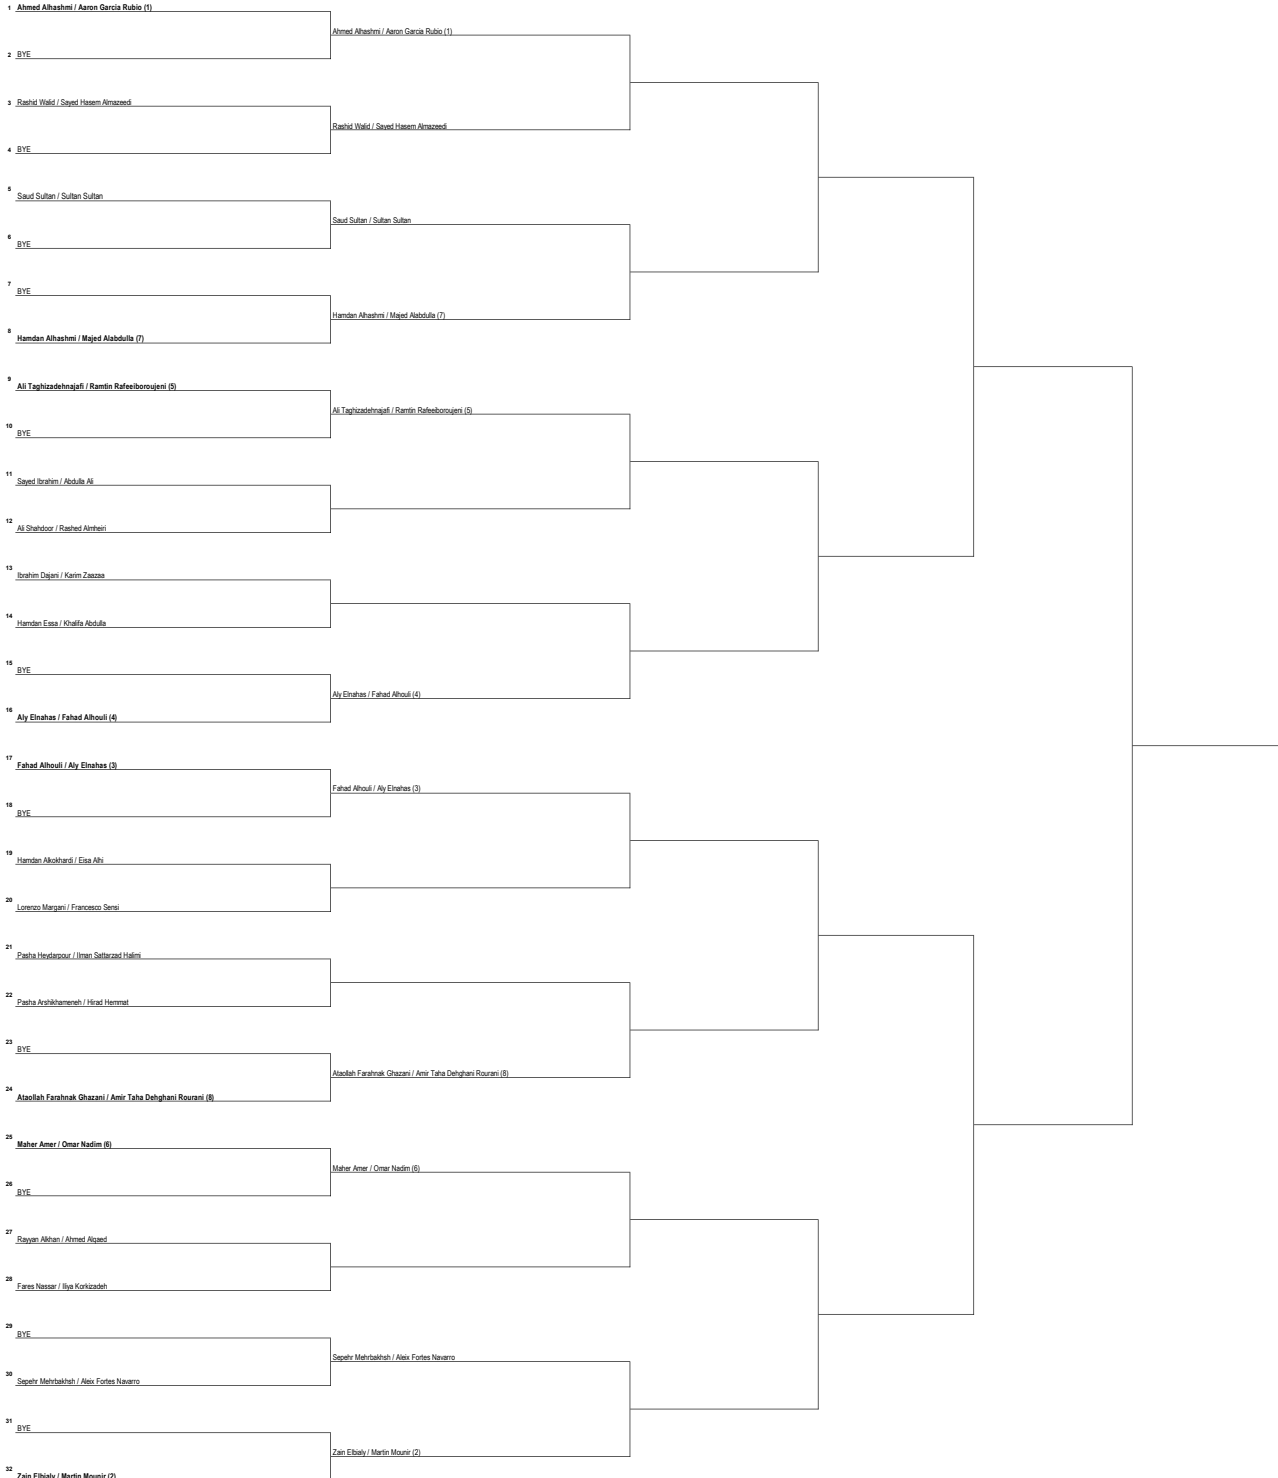 1 Ahmed Alhashmi / Aaron Garcia Rubio (1)
Ahmed Alhashmi / Aaron Garcia Rubio (1)
2 BYE
3 Rashid Walid / Sayed Hasem Almazeedi
Rashid Walid / Sayed Hasem Almazeedi
4 BYE
5 Saud Sultan / Sultan Sultan
Saud Sultan / Sultan Sultan
6 BYE
7 BYE
Hamdan Alhashmi / Majed Alabdulla (7)
8 Hamdan Alhashmi / Majed Alabdulla (7)
9 Ali Taghizadehnajafi / Ramtin Rafeeiboroujeni (5)
Ali Taghizadehnajafi / Ramtin Rafeeiboroujeni (5)
10 BYE
11 Sayed Ibrahim / Abdulla Ali
12 Ali Shahdoor / Rashed Almheiri
13 Ibrahim Dajani / Karim Zaazaa
14 Hamdan Essa / Khalifa Abdulla
15 BYE
Aly Elnahas / Fahad Alhouli (4)
16 Aly Elnahas / Fahad Alhouli (4)
17 Fahad Alhouli / Aly Elnahas (3)
Fahad Alhouli / Aly Elnahas (3)
18 BYE
19 Hamdan Alkokhardi / Eisa Alhi
20 Lorenzo Margani / Francesco Sensi
21 Pasha Heydarpour / Ilman Sattarzad Halimi
22 Pasha Arshikhameneh / Hirad Hemmat
23 BYE
Ataollah Farahnak Ghazani / Amir Taha Dehghani Rourani (8)
24 Ataollah Farahnak Ghazani / Amir Taha Dehghani Rourani (8)
25 Maher Amer / Omar Nadim (6)
Maher Amer / Omar Nadim (6)
26 BYE
27 Rayyan Alkhan / Ahmed Alqaed
28 Fares Nassar / Iliya Korkizadeh
29 BYE
Sepehr Mehrbakhsh / Aleix Fortes Navarro
30 Sepehr Mehrbakhsh / Aleix Fortes Navarro
31 BYE
Zain Elbialy / Martin Mounir (2)
32 Zain Elbialy / Martin Mounir (2)